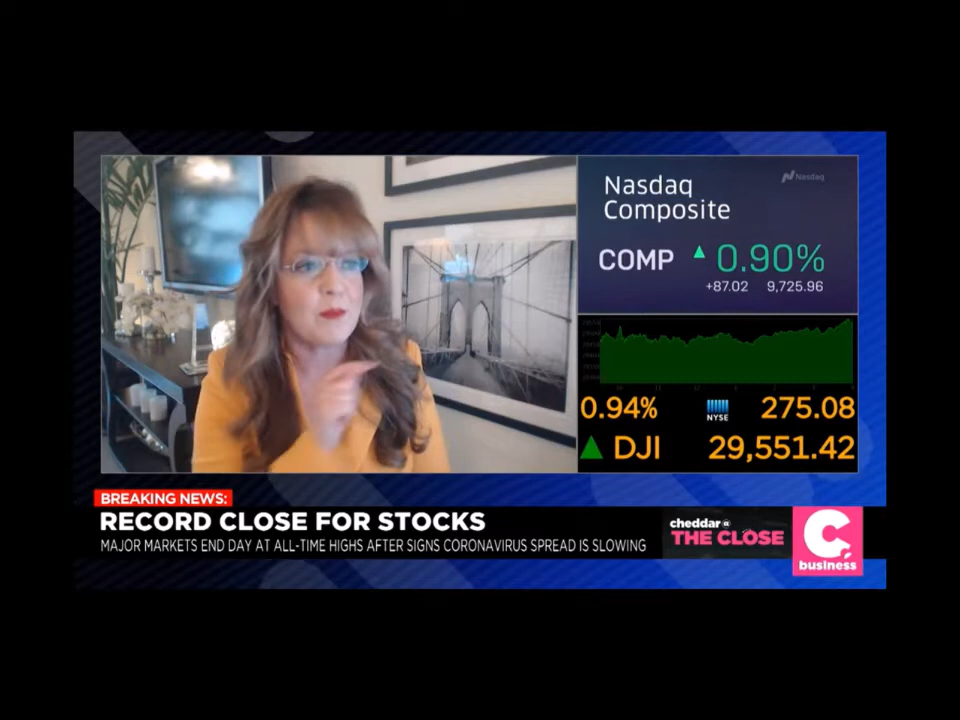 Nasdaq
Nasdaq
Composite
COMP ▲ 0.90%
+87.02 9,725.96
0.94% NYSE 275.08
▲ DJI 29,551.42
BREAKING NEWS:
RECORD CLOSE FOR STOCKS
MAJOR MARKETS END DAY AT ALL-TIME HIGHS AFTER SIGNS CORONAVIRUS SPREAD IS SLOWING
cheddar
THE CLOSE
C
business